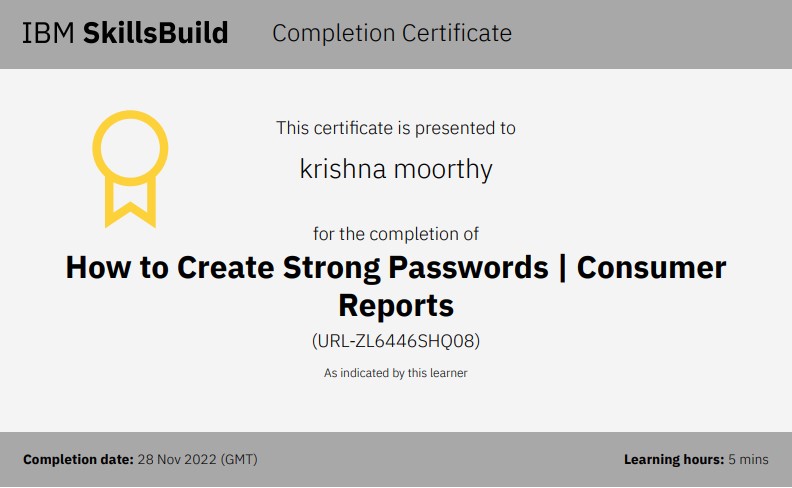 IBM SkillsBuild Completion Certificate
This certificate is presented to
krishna moorthy
for the completion of
How to Create Strong Passwords | Consumer
Reports
(URL-ZL6446SHQ08)
As indicated by this learner
Completion date: 28 Nov 2022 (GMT)
Learning hours: 5 mins